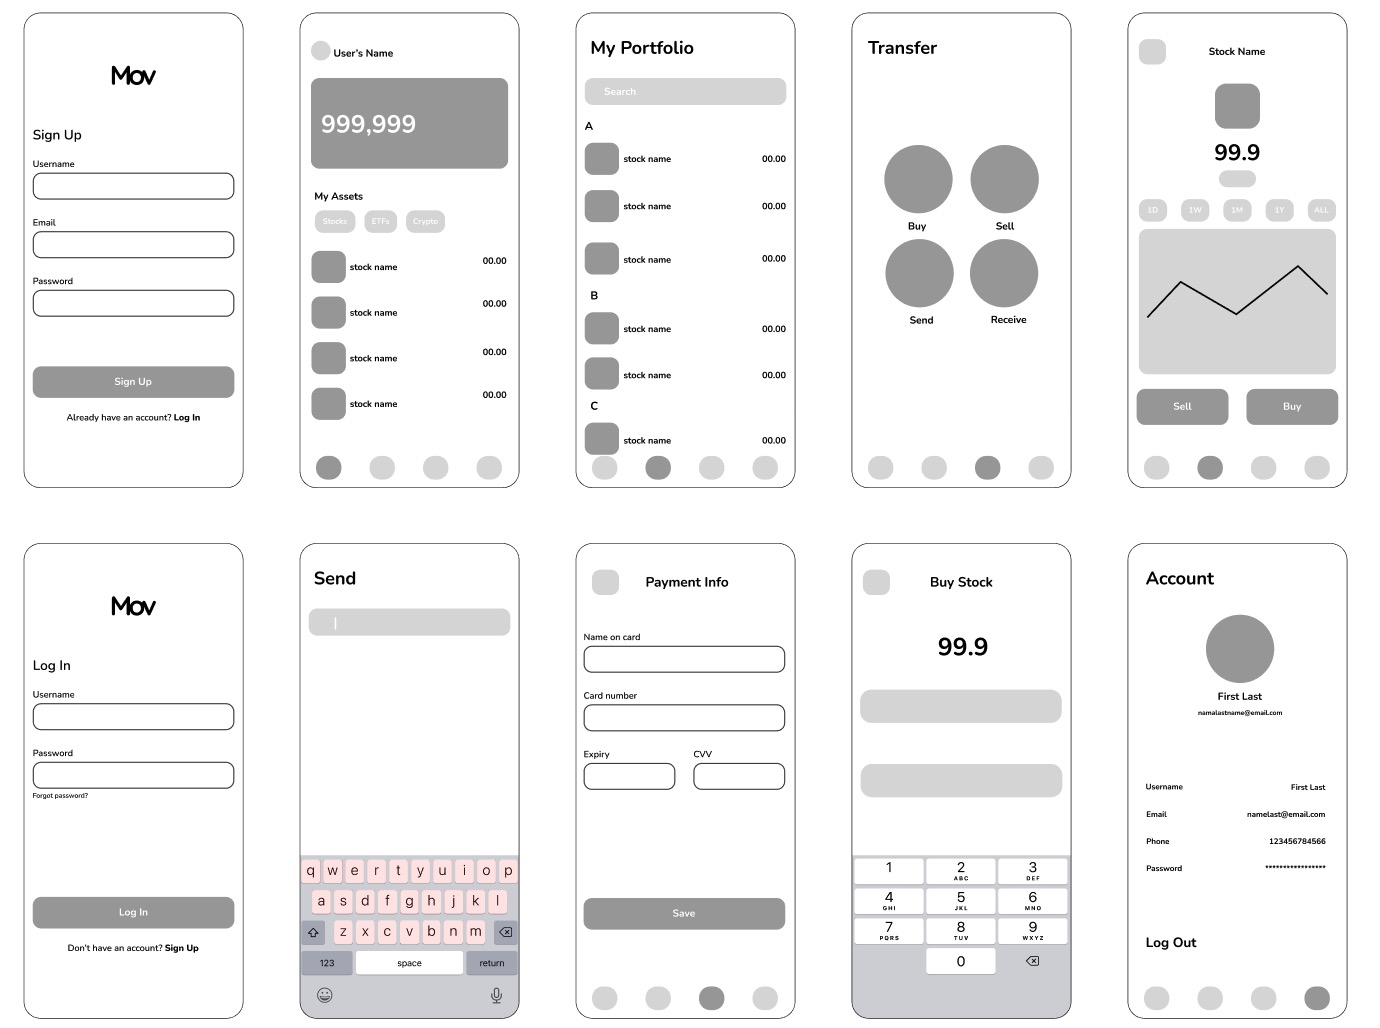 Mov
Sign Up
Username
Email
Password
Sign Up
Already have an account? Log In
User's Name
999,999
My Assets
Stocks ETFs Crypto
stock name 00.00
stock name 00.00
stock name 00.00
stock name 00.00
My Portfolio
Search
A
stock name 00.00
stock name 00.00
stock name 00.00
B
stock name 00.00
stock name 00.00
C
stock name 00.00
Transfer
Buy Sell
Send Receive
Stock Name
99.9
1D 1W 1M 1Y ALL
Sell Buy
Mov
Log In
Username
Password
Forgot password?
Log In
Don't have an account? Sign Up
Send
q w e r t y u i o p
a s d f g h j k l
z x c v b n m
123 space return
Payment Info
Name on card
Card number
Expiry CVV
Save
Buy Stock
99.9
1 2 3
ABC DEF
4 5 6
GHI JKL MNO
7 8 9
PQRS TUV WXYZ
0
Account
First Last
namalastname@email.com
Username First Last
Email namelast@email.com
Phone 123456784566
Password ****************
Log Out